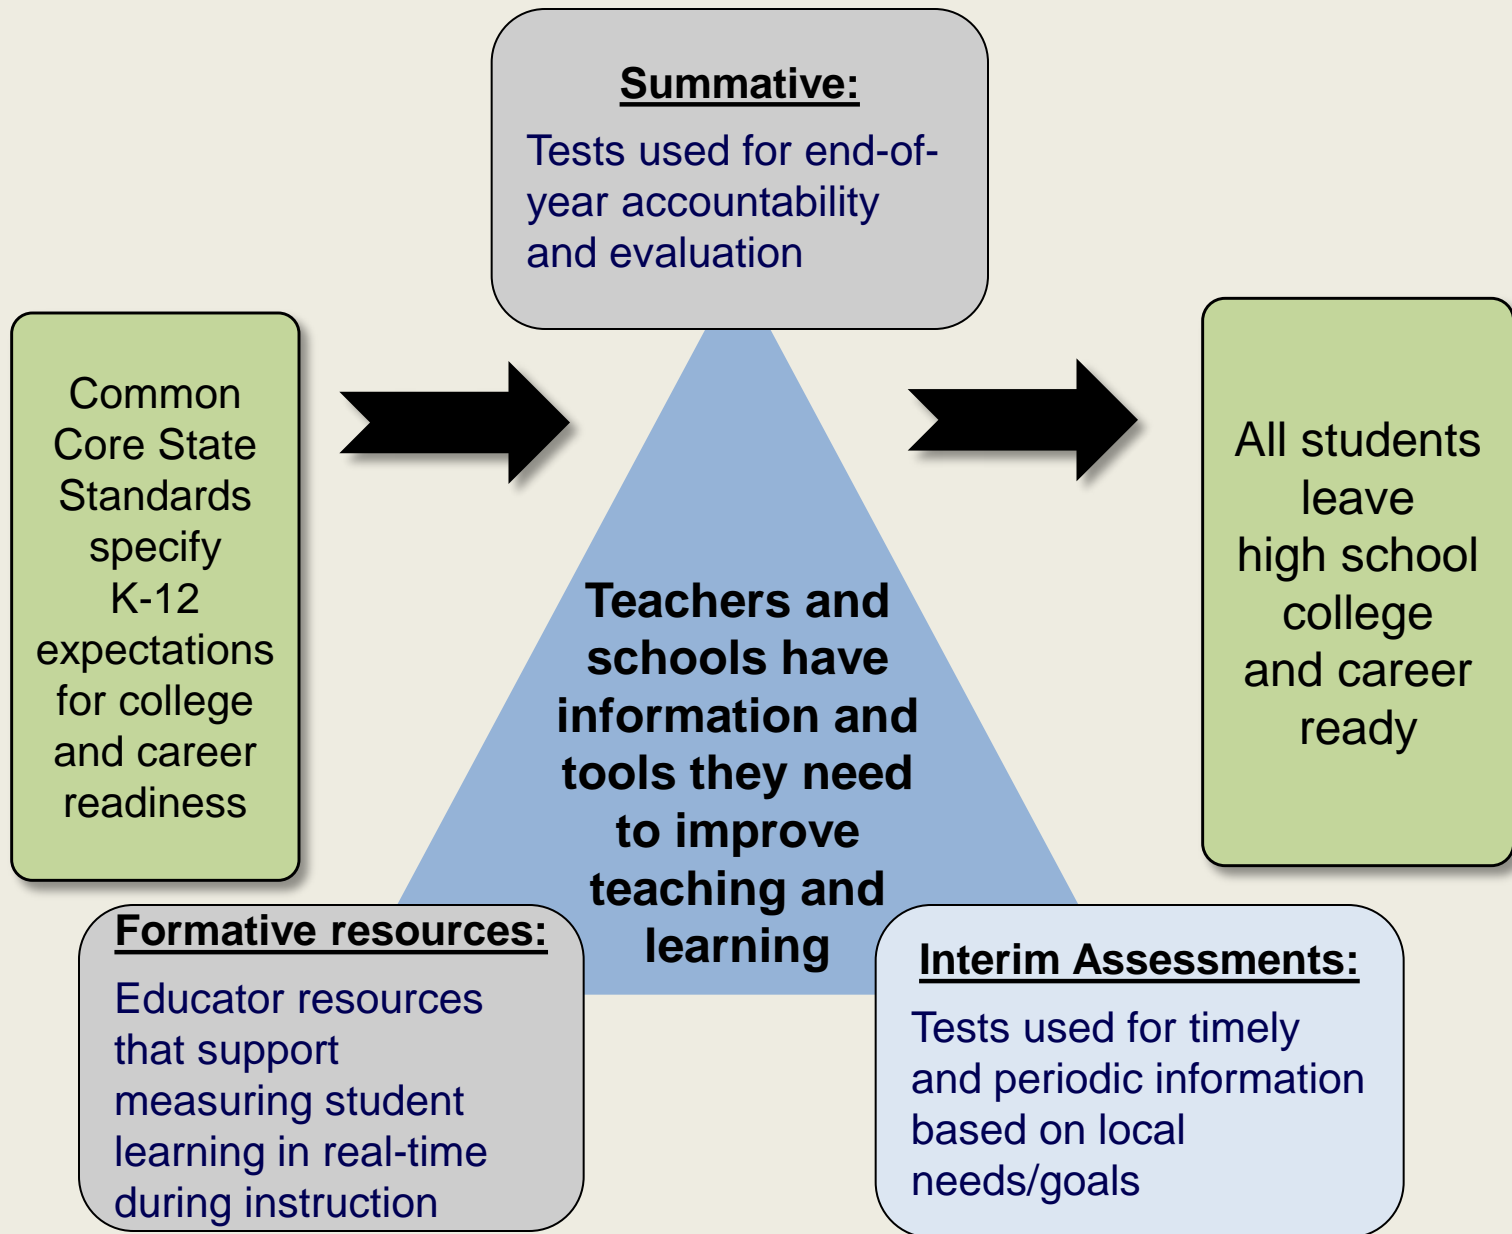 Summative:
Tests used for end-of-
year accountability
and evaluation
Common
Core State
Standards
specify
K-12
expectations
for college
and career
readiness
Teachers and
schools have
information and
tools they need
to improve
teaching and
learning
All students
leave
high school
college
and career
ready
Formative resources:
Educator resources
that support
measuring student
learning in real-time
during instruction
Interim Assessments:
Tests used for timely
and periodic information
based on local
needs/goals